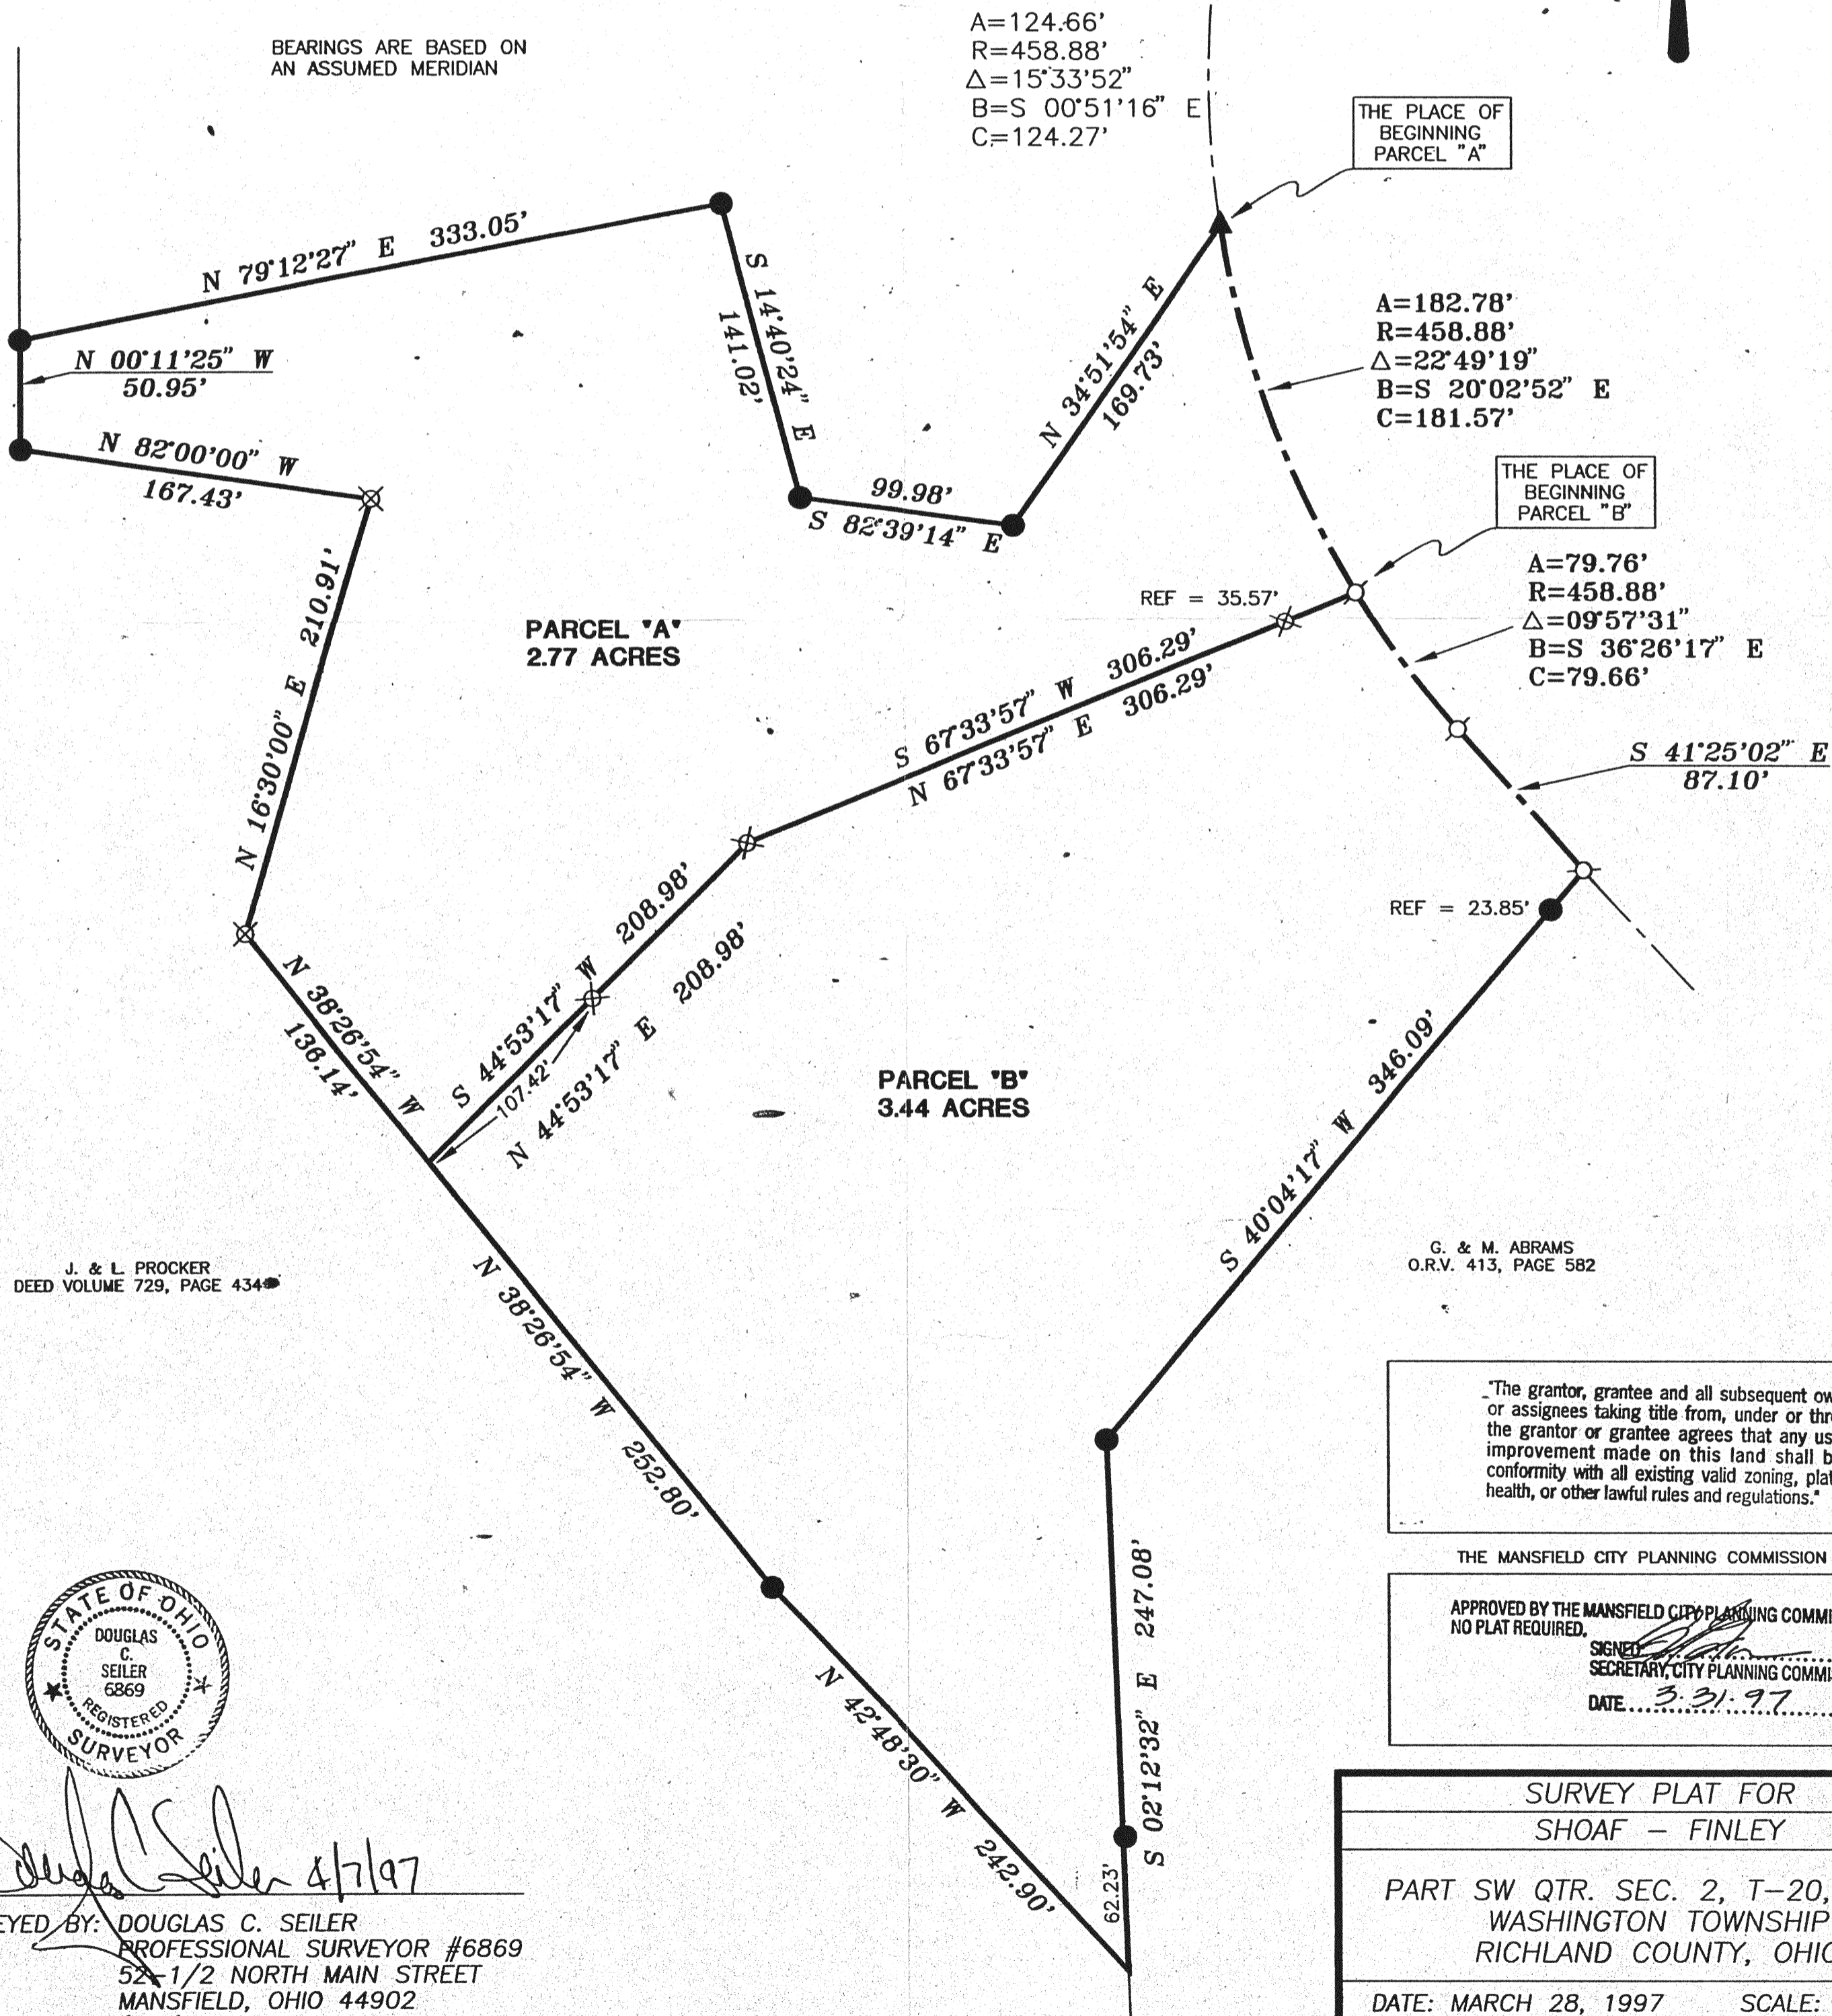 BEARINGS ARE BASED ON
AN ASSUMED MERIDIAN
A=124.66'
R=458.88'
Δ=15°33'52"
B=S 00°51'16" E
C=124.27'
THE PLACE OF
BEGINNING
PARCEL "A"
N 79°12'27" E 333.05'
N 00°11'25" W
50.95'
N 82°00'00" W
167.43'
S 14°40'24" E
141.02'
99.98'
S 82°39'14" E
N 34°51'54" E
169.73'
A=182.78'
R=458.88'
Δ=22°49'19"
B=S 20°02'52" E
C=181.57'
THE PLACE OF
BEGINNING
PARCEL "B"
A=79.76'
R=458.88'
Δ=09°57'31"
B=S 36°26'17" E
C=79.66'
REF = 35.57'
N 16°30'00" E 210.91'
PARCEL "A"
2.77 ACRES
S 67°33'57" W 306.29'
N 67°33'57" E 306.29'
S 41°25'02" E
87.10'
REF = 23.85'
N 38°26'54" W
136.14'
S 44°53'17" W 208.98'
107.42'
N 44°53'17" E 208.98'
PARCEL "B"
3.44 ACRES
S 40°04'17" W 346.09'
J. & L. PROCKER
DEED VOLUME 729, PAGE 434
G. & M. ABRAMS
O.R.V. 413, PAGE 582
N 38°26'54" W 252.80'
S 02°12'32" E 247.08'
62.23'
N 42°48'30" W 242.90'
"The grantor, grantee and all subsequent ow
or assignees taking title from, under or thr
the grantor or grantee agrees that any us
improvement made on this land shall b
conformity with all existing valid zoning, plat
health, or other lawful rules and regulations."
THE MANSFIELD CITY PLANNING COMMISSION
APPROVED BY THE MANSFIELD CITY PLANNING COMMI
NO PLAT REQUIRED.
SIGNED
SECRETARY, CITY PLANNING COMMI
DATE 3·31·97
STATE OF OHIO
DOUGLAS
C.
SEILER
6869
REGISTERED
SURVEYOR
Douglas C Seiler 4/7/97
EYED BY: DOUGLAS C. SEILER
PROFESSIONAL SURVEYOR #6869
52-1/2 NORTH MAIN STREET
MANSFIELD, OHIO 44902
SURVEY PLAT FOR
SHOAF – FINLEY
PART SW QTR. SEC. 2, T-20,
WASHINGTON TOWNSHIP
RICHLAND COUNTY, OHIO
DATE: MARCH 28, 1997 SCALE: